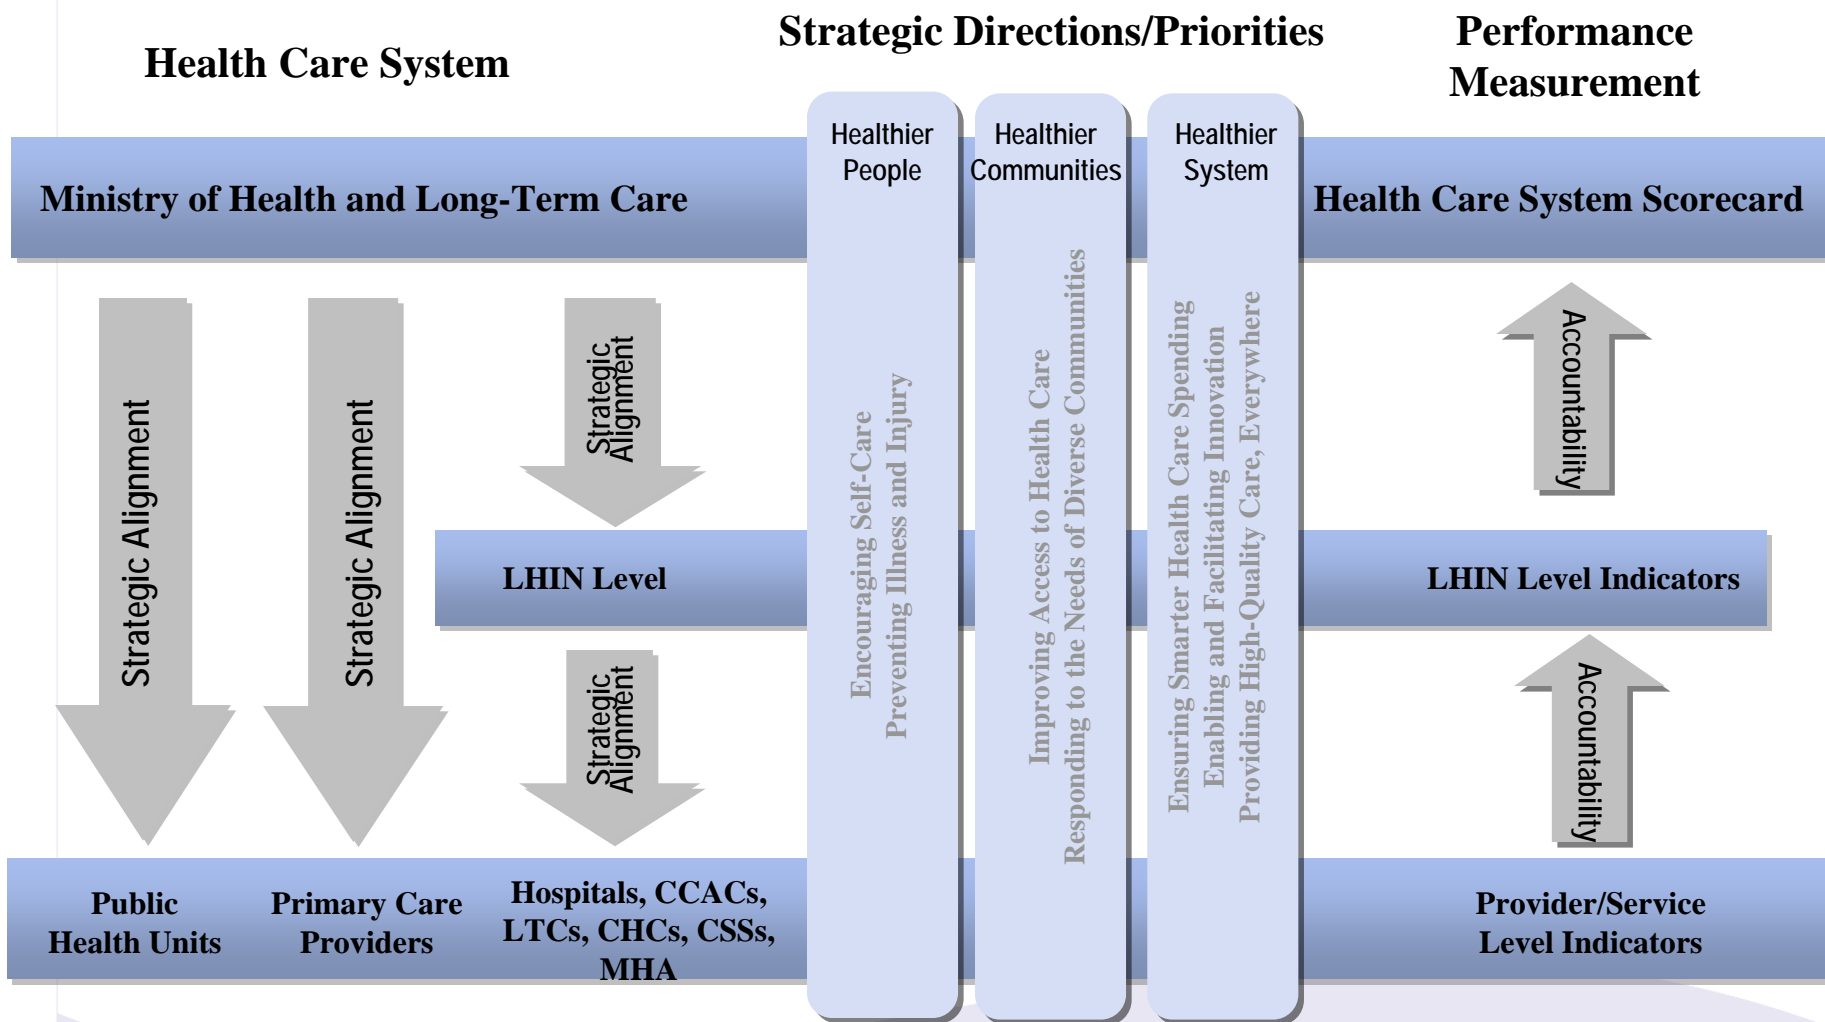 Health Care System
Strategic Directions/Priorities
Performance
Measurement
Ministry of Health and Long-Term Care
Healthier
People
Healthier
Communities
Healthier
System
Health Care System Scorecard
Strategic Alignment
Strategic Alignment
Strategic
Alignment
Encouraging Self-Care
Preventing Illness and Injury
Improving Access to Health Care
Responding to the Needs of Diverse Communities
Ensuring Smarter Health Care Spending
Enabling and Facilitating Innovation
Providing High-Quality Care, Everywhere
Accountability
LHIN Level
LHIN Level Indicators
Strategic
Alignment
Accountability
Public
Health Units
Primary Care
Providers
Hospitals, CCACs,
LTCs, CHCs, CSSs,
MHA
Provider/Service
Level Indicators